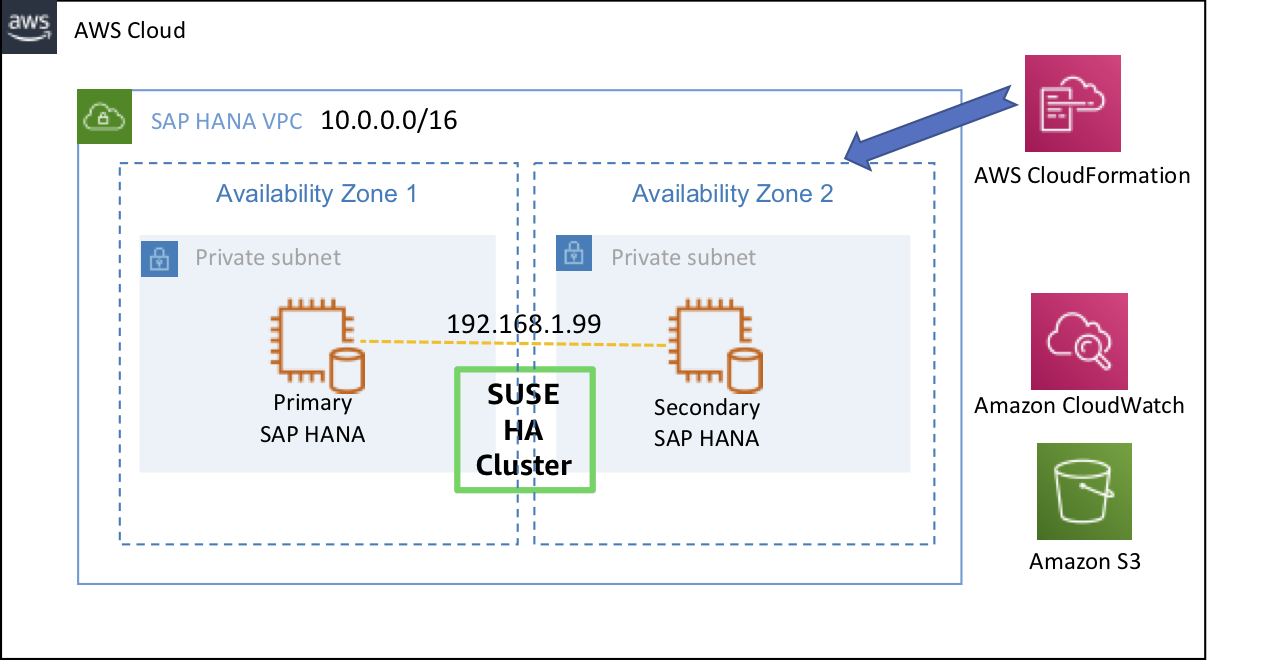 aws
AWS Cloud
SAP HANA VPC 10.0.0.0/16
AWS CloudFormation
Availability Zone 1
Availability Zone 2
Private subnet
Private subnet
192.168.1.99
Primary
SAP HANA
SUSE
HA
Cluster
Secondary
SAP HANA
Amazon CloudWatch
Amazon S3